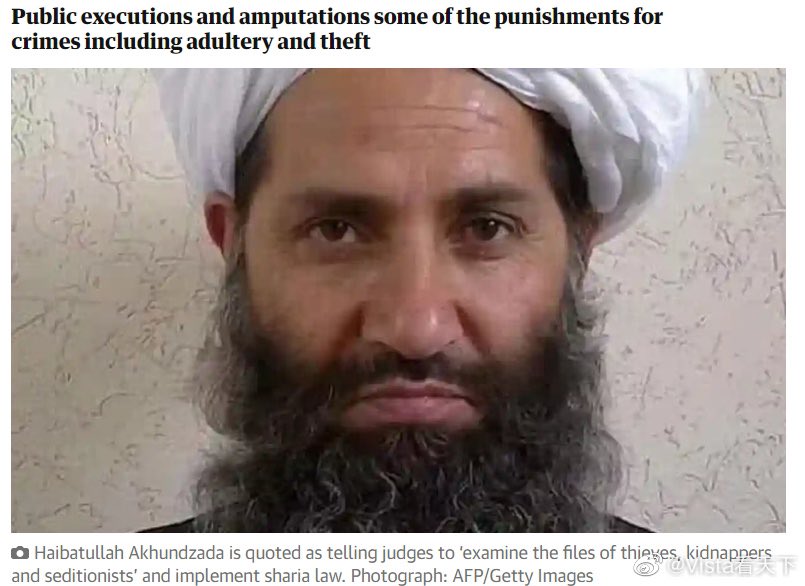 Public executions and amputations some of the punishments for
crimes including adultery and theft
Haibatullah Akhundzada is quoted as telling judges to ‘examine the files of thieves, kidnappers
and seditionists’ and implement sharia law. Photograph: AFP/Getty Images
@Vista看天下